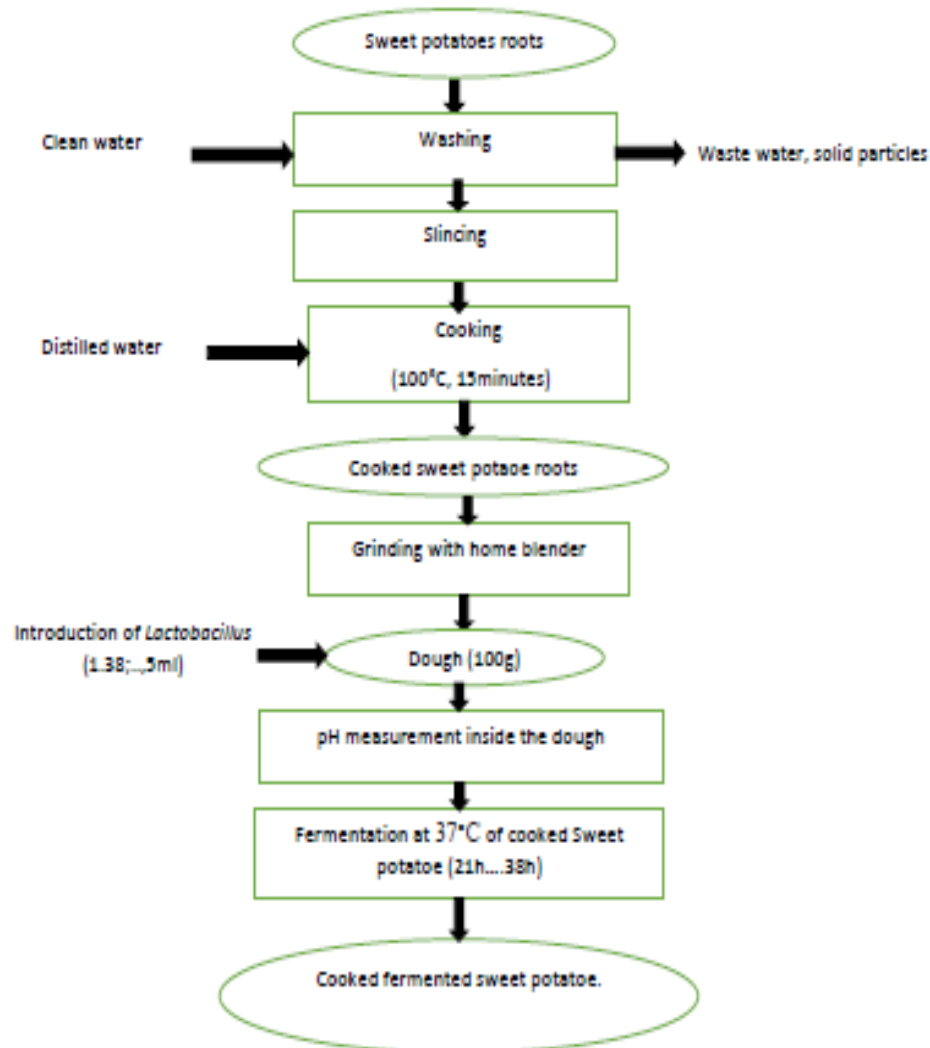 Sweet potatoes roots
Clean water
Washing
Waste water, solid particles
Slincing
Distilled water
Cooking
(100°C, 15minutes)
Cooked sweet potaoe roots
Grinding with home blender
Introduction of Lactobacillus
(1.38;..,5ml)
Dough (100g)
pH measurement inside the dough
Fermentation at 37°C of cooked Sweet
potatoe (21h....38h)
Cooked fermented sweet potatoe.